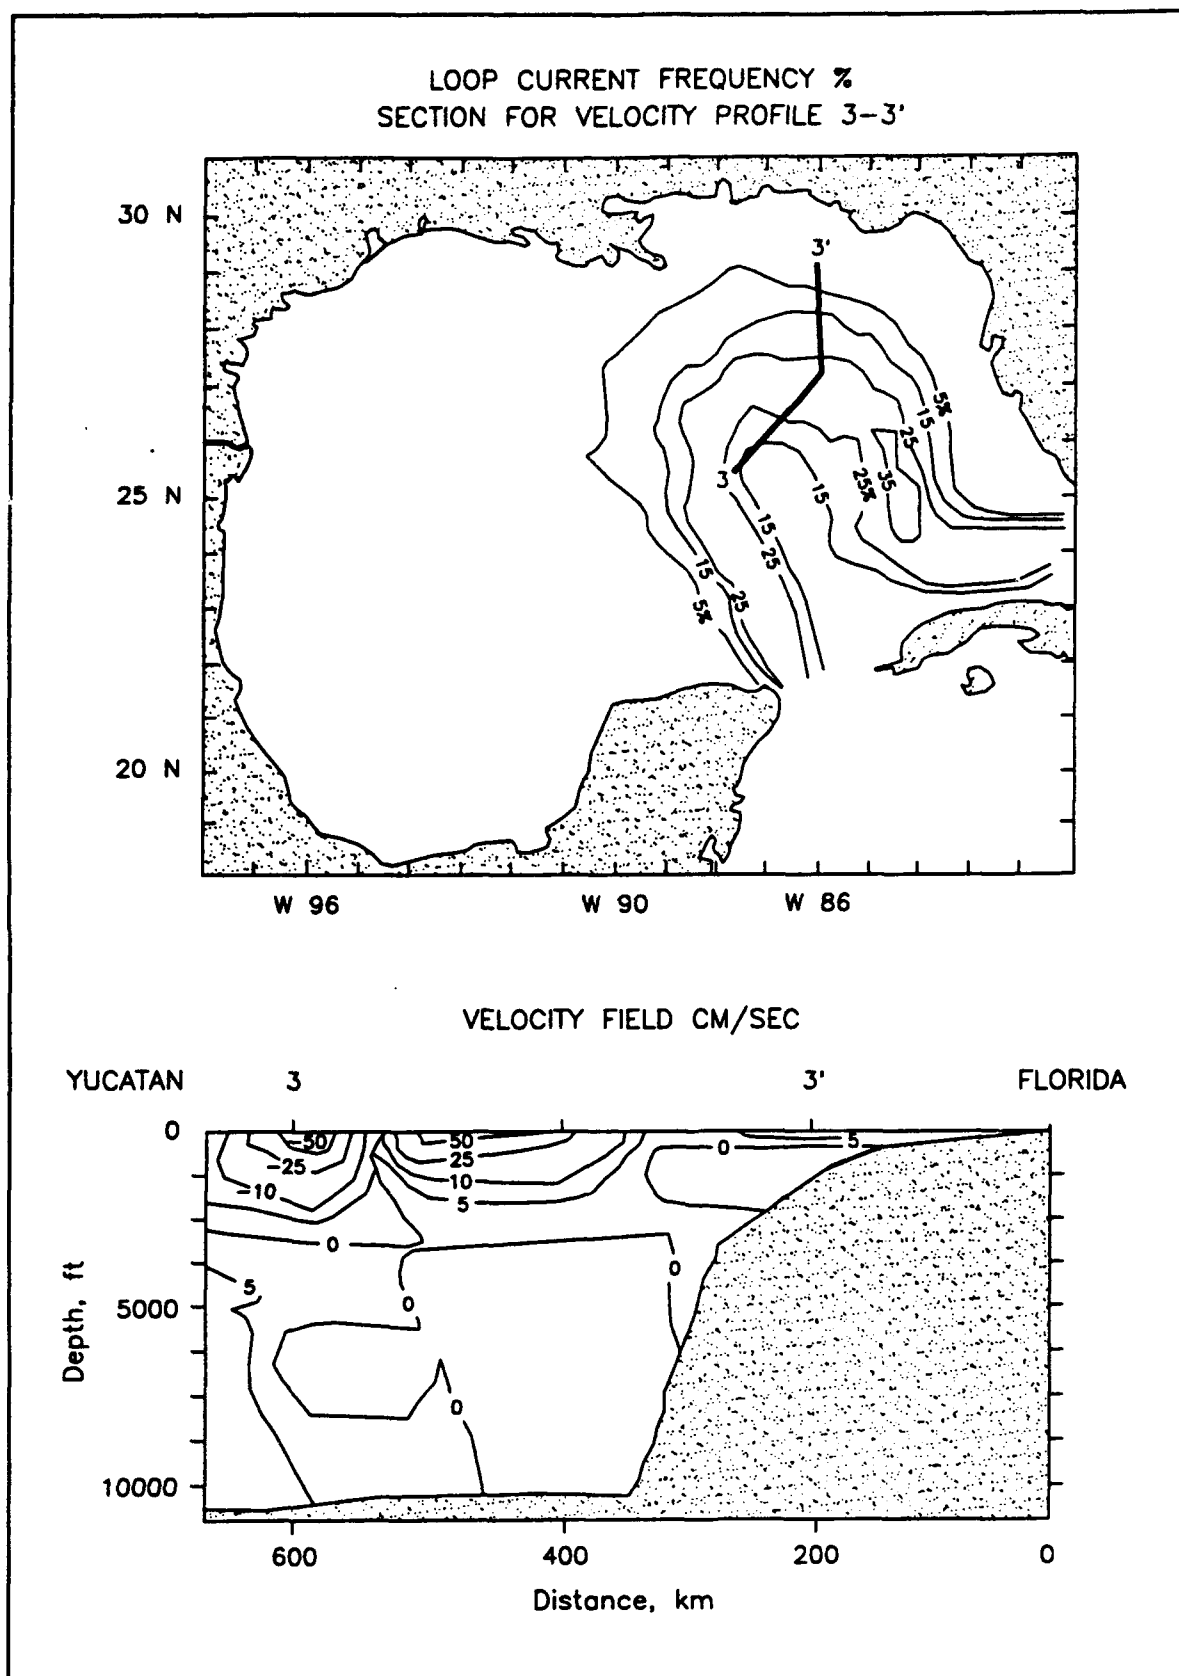 LOOP CURRENT FREQUENCY %
SECTION FOR VELOCITY PROFILE 3-3'
30 N
3'
5%
15
25
3
25%
35
25 N
15
15
25
15
25
5%
20 N
W 96 W 90 W 86
VELOCITY FIELD CM/SEC
YUCATAN 3 3' FLORIDA
0
-50 50 0 5
-25 25
-10 10
5
0
0
5
0
5000
Depth, ft
0
10000
600 400 200 0
Distance, km